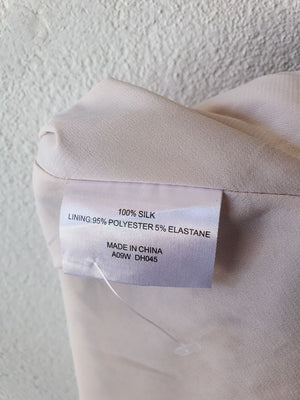 100% SILK
LINING:95% POLYESTER 5% ELASTANE
MADE IN CHINA
A09W DH045